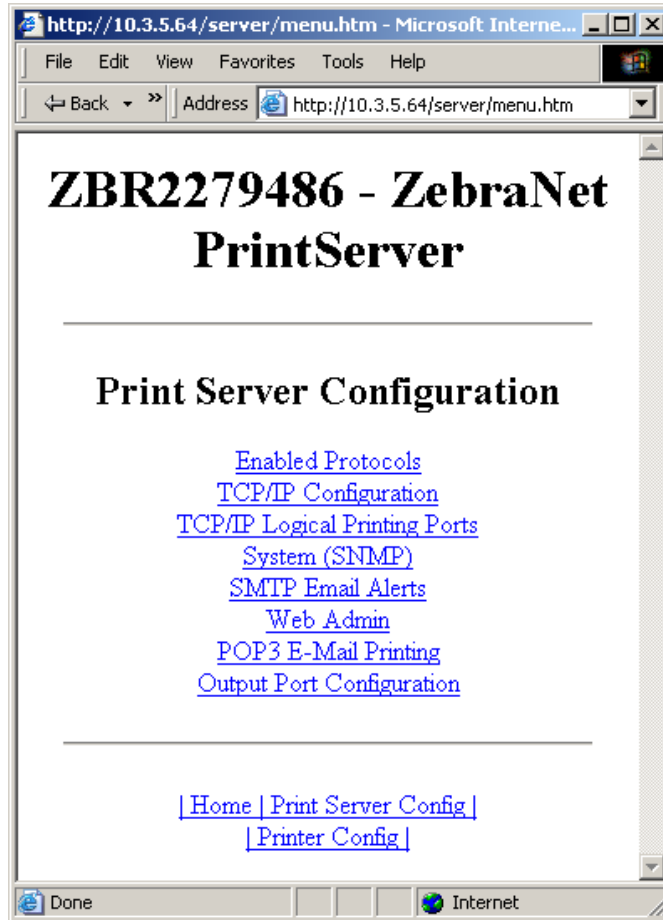 http://10.3.5.64/server/menu.htm - Microsoft Interne...
File Edit View Favorites Tools Help
Back » Address http://10.3.5.64/server/menu.htm
ZBR2279486 - ZebraNet
PrintServer
Print Server Configuration
Enabled Protocols
TCP/IP Configuration
TCP/IP Logical Printing Ports
System (SNMP)
SMTP Email Alerts
Web Admin
POP3 E-Mail Printing
Output Port Configuration
| Home | Print Server Config |
| Printer Config |
Done Internet